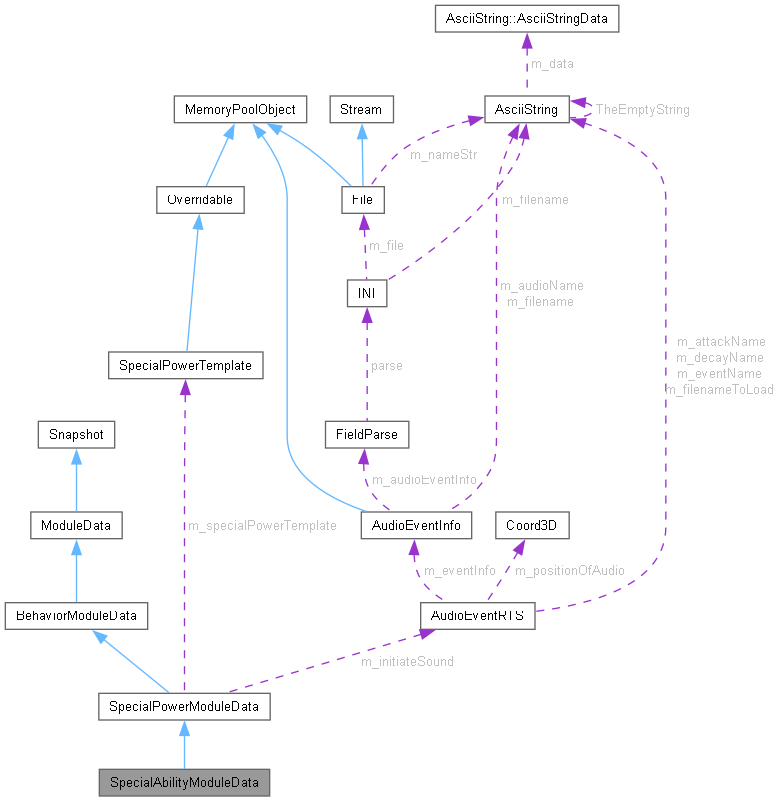 AsciiString::AsciiStringData
m_data
MemoryPoolObject
Stream
AsciiString
TheEmptyString
m_nameStr
Overridable
File
m_filename
m_file
INI
m_audioName
m_filename
m_attackName
m_decayName
m_eventName
m_filenameToLoad
SpecialPowerTemplate
parse
Snapshot
FieldParse
m_audioEventInfo
ModuleData
m_specialPowerTemplate
AudioEventInfo
Coord3D
m_eventInfo
m_positionOfAudio
BehaviorModuleData
AudioEventRTS
m_initiateSound
SpecialPowerModuleData
SpecialAbilityModuleData